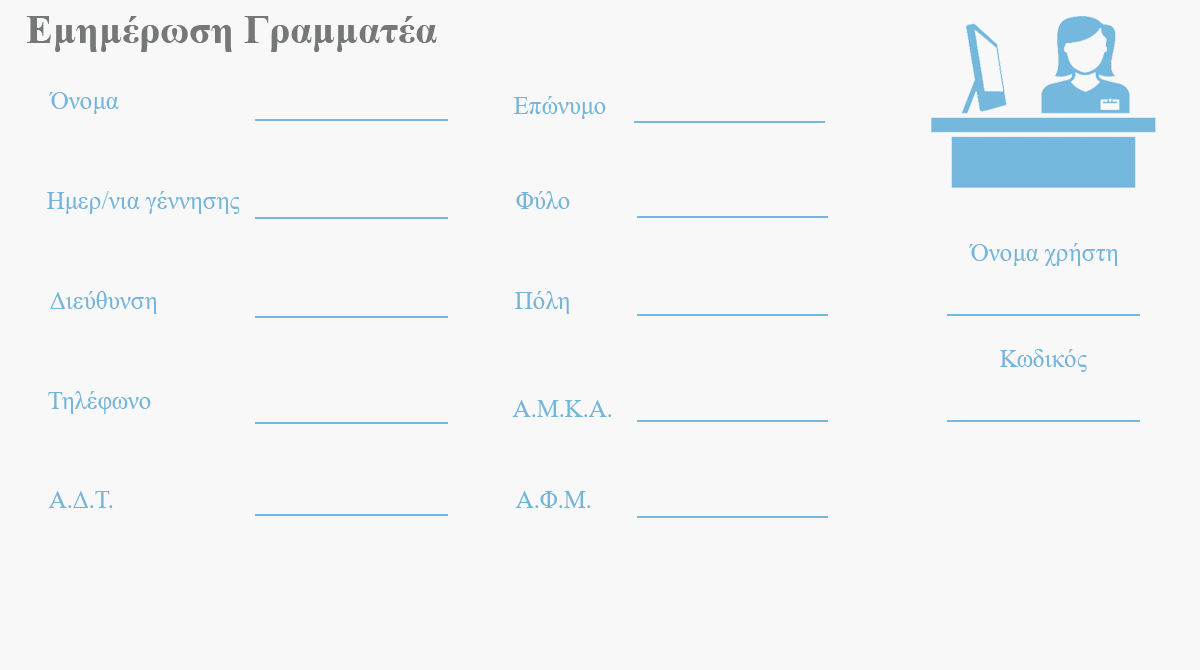 Εμημέρωση Γραμματέα
Όνομα
Επώνυμο
Ημερ/νια γέννησης
Φύλο
Όνομα χρήστη
Διεύθυνση
Πόλη
Κωδικός
Τηλέφωνο
Α.Μ.Κ.Α.
Α.Δ.Τ.
Α.Φ.Μ.